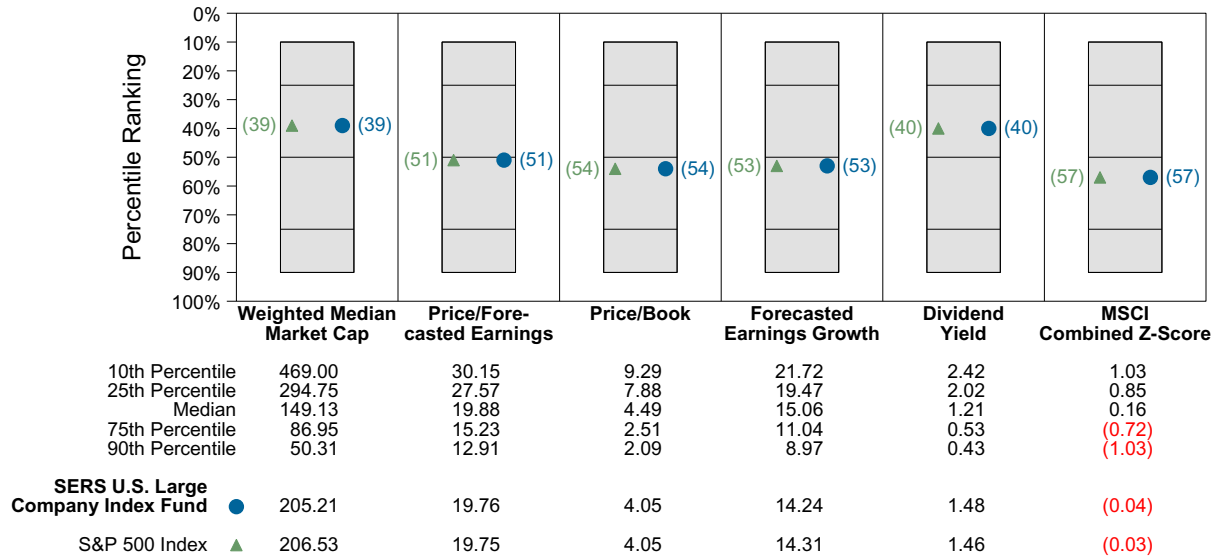 Percentile Ranking
0%
10%
20%
30%
40%
50%
60%
70%
80%
90%
100%
(39) (39)
(51) (51)
(54) (54)
(53) (53)
(40) (40)
(57) (57)
Weighted Median Market Cap
Price/Fore-casted Earnings
Price/Book
Forecasted Earnings Growth
Dividend Yield
MSCI Combined Z-Score
10th Percentile 469.00 30.15 9.29 21.72 2.42 1.03
25th Percentile 294.75 27.57 7.88 19.47 2.02 0.85
Median 149.13 19.88 4.49 15.06 1.21 0.16
75th Percentile 86.95 15.23 2.51 11.04 0.53 (0.72)
90th Percentile 50.31 12.91 2.09 8.97 0.43 (1.03)
SERS U.S. Large
Company Index Fund 205.21 19.76 4.05 14.24 1.48 (0.04)
S&P 500 Index 206.53 19.75 4.05 14.31 1.46 (0.03)